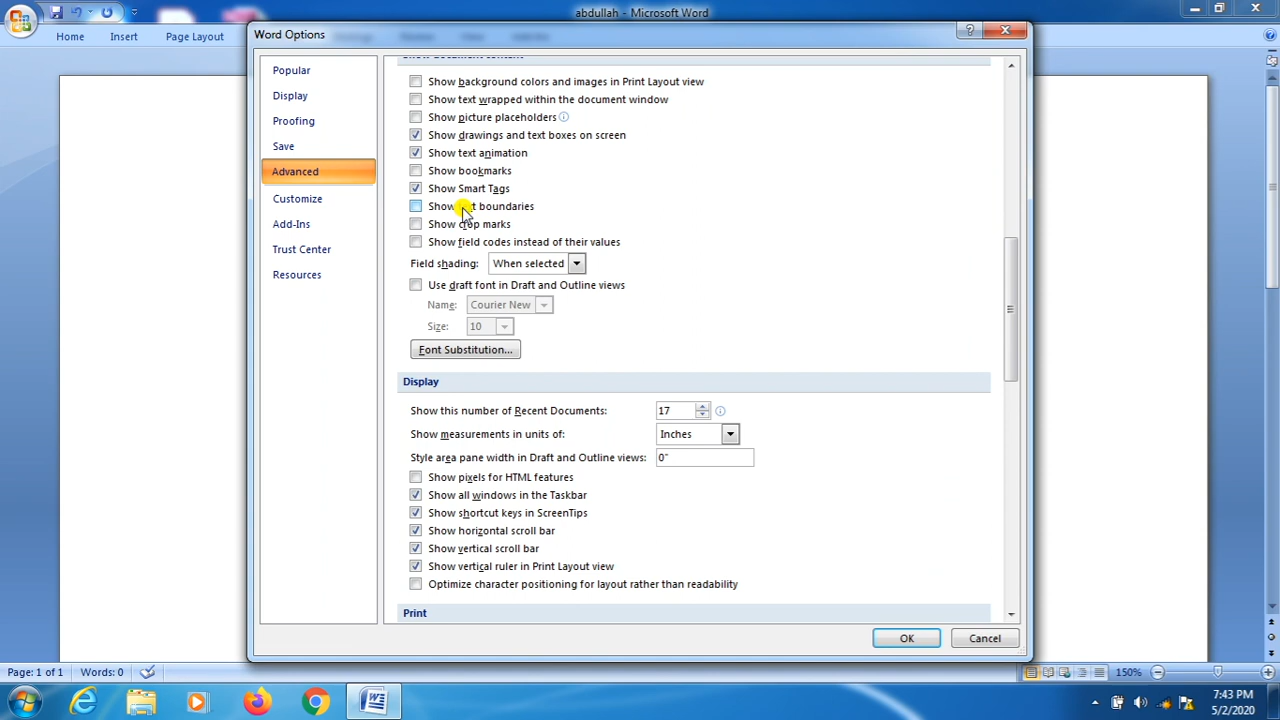 abdullah - Microsoft Word
Home Insert Page Layout
Word Options
Popular
Display
Proofing
Save
Advanced
Customize
Add-Ins
Trust Center
Resources
Show background colors and images in Print Layout view
Show text wrapped within the document window
Show picture placeholders
Show drawings and text boxes on screen
Show text animation
Show bookmarks
Show Smart Tags
Show boundaries
Show crop marks
Show field codes instead of their values
Field shading: When selected
Use draft font in Draft and Outline views
Name: Courier New
Size: 10
Font Substitution...
Display
Show this number of Recent Documents: 17
Show measurements in units of: Inches
Style area pane width in Draft and Outline views: 0"
Show pixels for HTML features
Show all windows in the Taskbar
Show shortcut keys in ScreenTips
Show horizontal scroll bar
Show vertical scroll bar
Show vertical ruler in Print Layout view
Optimize character positioning for layout rather than readability
Print
OK Cancel
Page: 1 of 1 Words: 0 150%
7:43 PM
5/2/2020